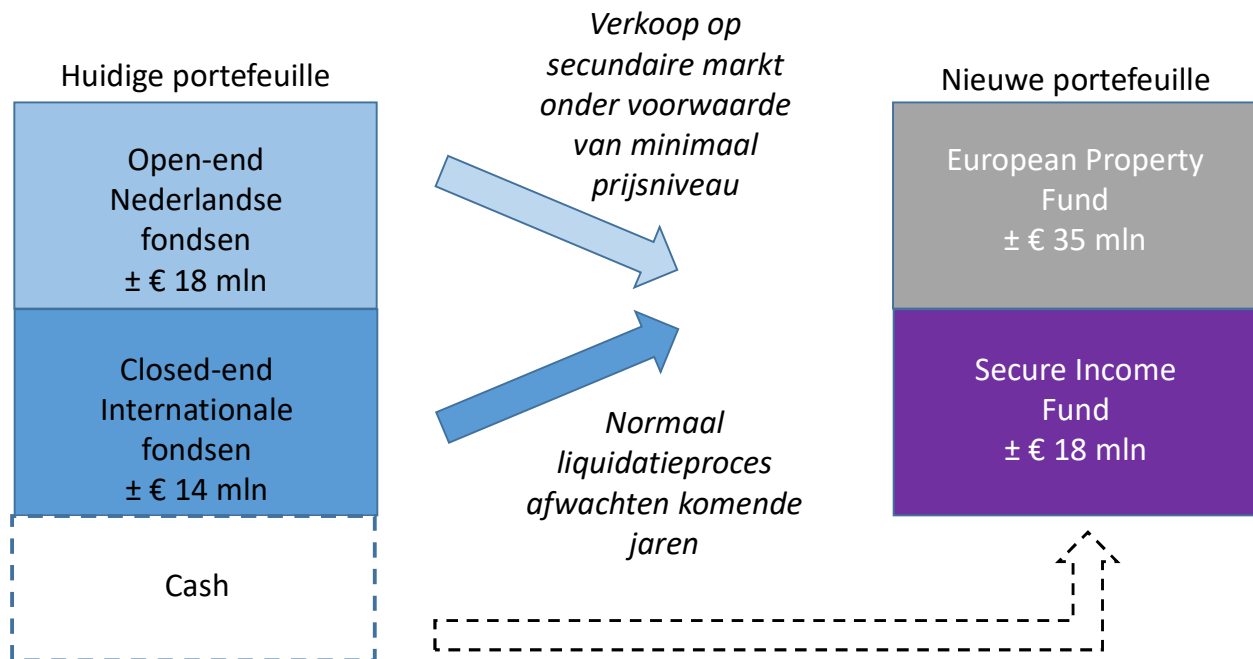 Huidige portefeuille
Open-end
Nederlandse
fondsen
± € 18 mln
Closed-end
Internationale
fondsen
± € 14 mln
Cash
Verkoop op
secundaire markt
onder voorwaarde
van minimaal
prijsniveau
Normaal
liquidatieproces
afwachten komende
jaren
Nieuwe portefeuille
European Property
Fund
± € 35 mln
Secure Income
Fund
± € 18 mln